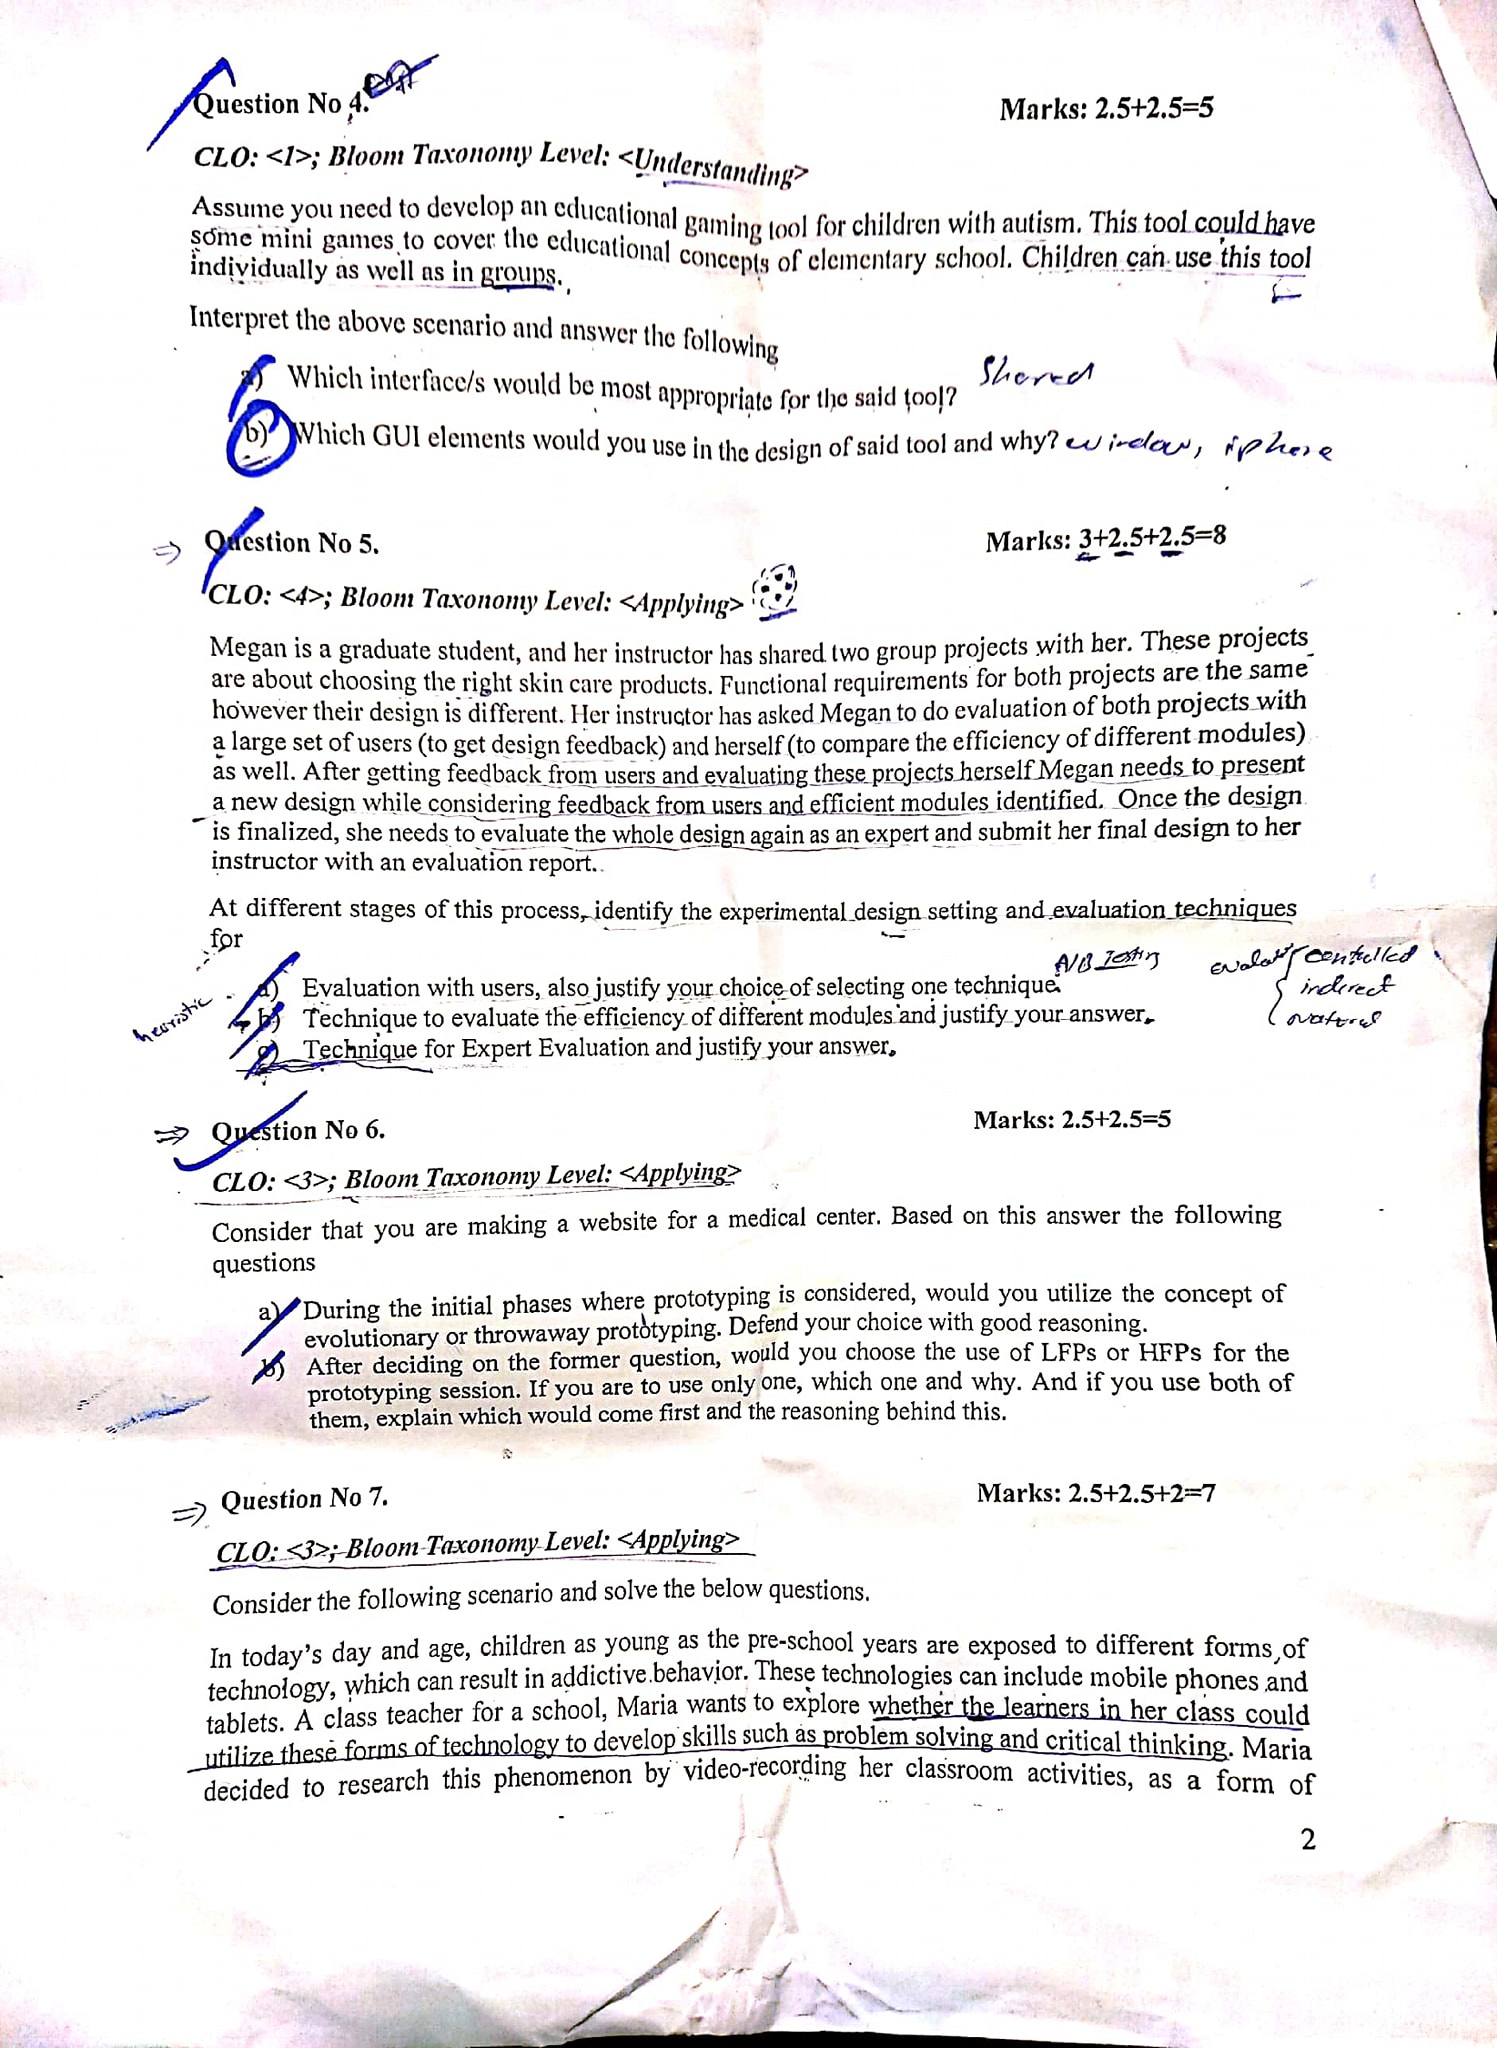 Question No 4.
Marks: 2.5+2.5=5
CLO: <1>; Bloom Taxonomy Level: <Understanding>
Assume you need to develop an educational gaming tool for children with autism. This tool could have
some mini games to cover the educational concepts of elementary school. Children can use this tool
individually as well as in groups.
Interpret the above scenario and answer the following
a) Which interface/s would be most appropriate for the said tool? Shared
b) Which GUI elements would you use in the design of said tool and why? window,
Question No 5.
Marks: 3+2.5+2.5=8
CLO: <4>; Bloom Taxonomy Level: <Applying>
Megan is a graduate student, and her instructor has shared two group projects with her. These projects
are about choosing the right skin care products. Functional requirements for both projects are the same
however their design is different. Her instructor has asked Megan to do evaluation of both projects with
a large set of users (to get design feedback) and herself (to compare the efficiency of different modules)
as well. After getting feedback from users and evaluating these projects herself Megan needs to present
a new design while considering feedback from users and efficient modules identified. Once the design
is finalized, she needs to evaluate the whole design again as an expert and submit her final design to her
instructor with an evaluation report.
At different stages of this process, identify the experimental design setting and evaluation techniques
for
A/B Testing
controlled
indirect
natural
heuristic
a) Evaluation with users, also justify your choice of selecting one technique.
b) Technique to evaluate the efficiency of different modules and justify your answer.
c) Technique for Expert Evaluation and justify your answer.
Question No 6.
Marks: 2.5+2.5=5
CLO: <3>; Bloom Taxonomy Level: <Applying>
Consider that you are making a website for a medical center. Based on this answer the following
questions
a) During the initial phases where prototyping is considered, would you utilize the concept of
evolutionary or throwaway prototyping. Defend your choice with good reasoning.
b) After deciding on the former question, would you choose the use of LFPs or HFPs for the
prototyping session. If you are to use only one, which one and why. And if you use both of
them, explain which would come first and the reasoning behind this.
Question No 7.
Marks: 2.5+2.5+2=7
CLO: <3>; Bloom Taxonomy Level: <Applying>
Consider the following scenario and solve the below questions.
In today's day and age, children as young as the pre-school years are exposed to different forms of
technology, which can result in addictive behavior. These technologies can include mobile phones and
tablets. A class teacher for a school, Maria wants to explore whether the learners in her class could
utilize these forms of technology to develop skills such as problem solving and critical thinking. Maria
decided to research this phenomenon by video-recording her classroom activities, as a form of
2